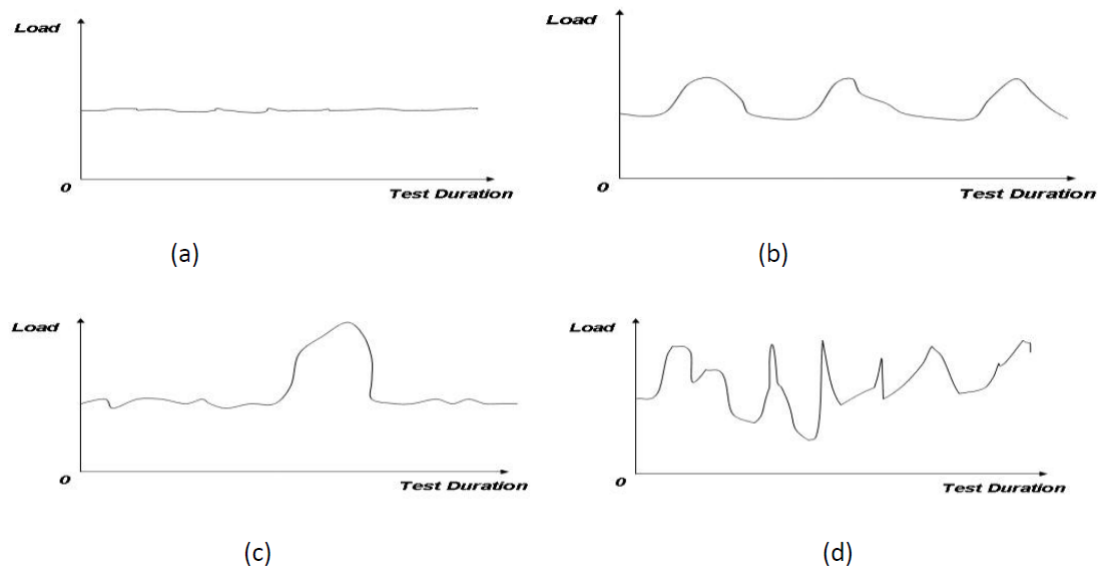 Load
0
Test Duration
(a)
Load
0
Test Duration
(b)
Load
0
Test Duration
(c)
Load
0
Test Duration
(d)